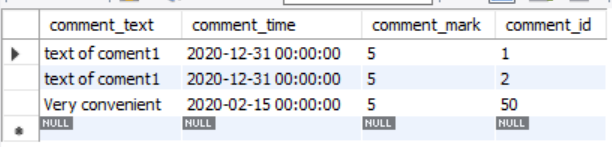 comment_text comment_time comment_mark comment_id
text of coment1 2020-12-31 00:00:00 5 1
text of coment1 2020-12-31 00:00:00 5 2
Very convenient 2020-02-15 00:00:00 5 50
NULL NULL NULL NULL